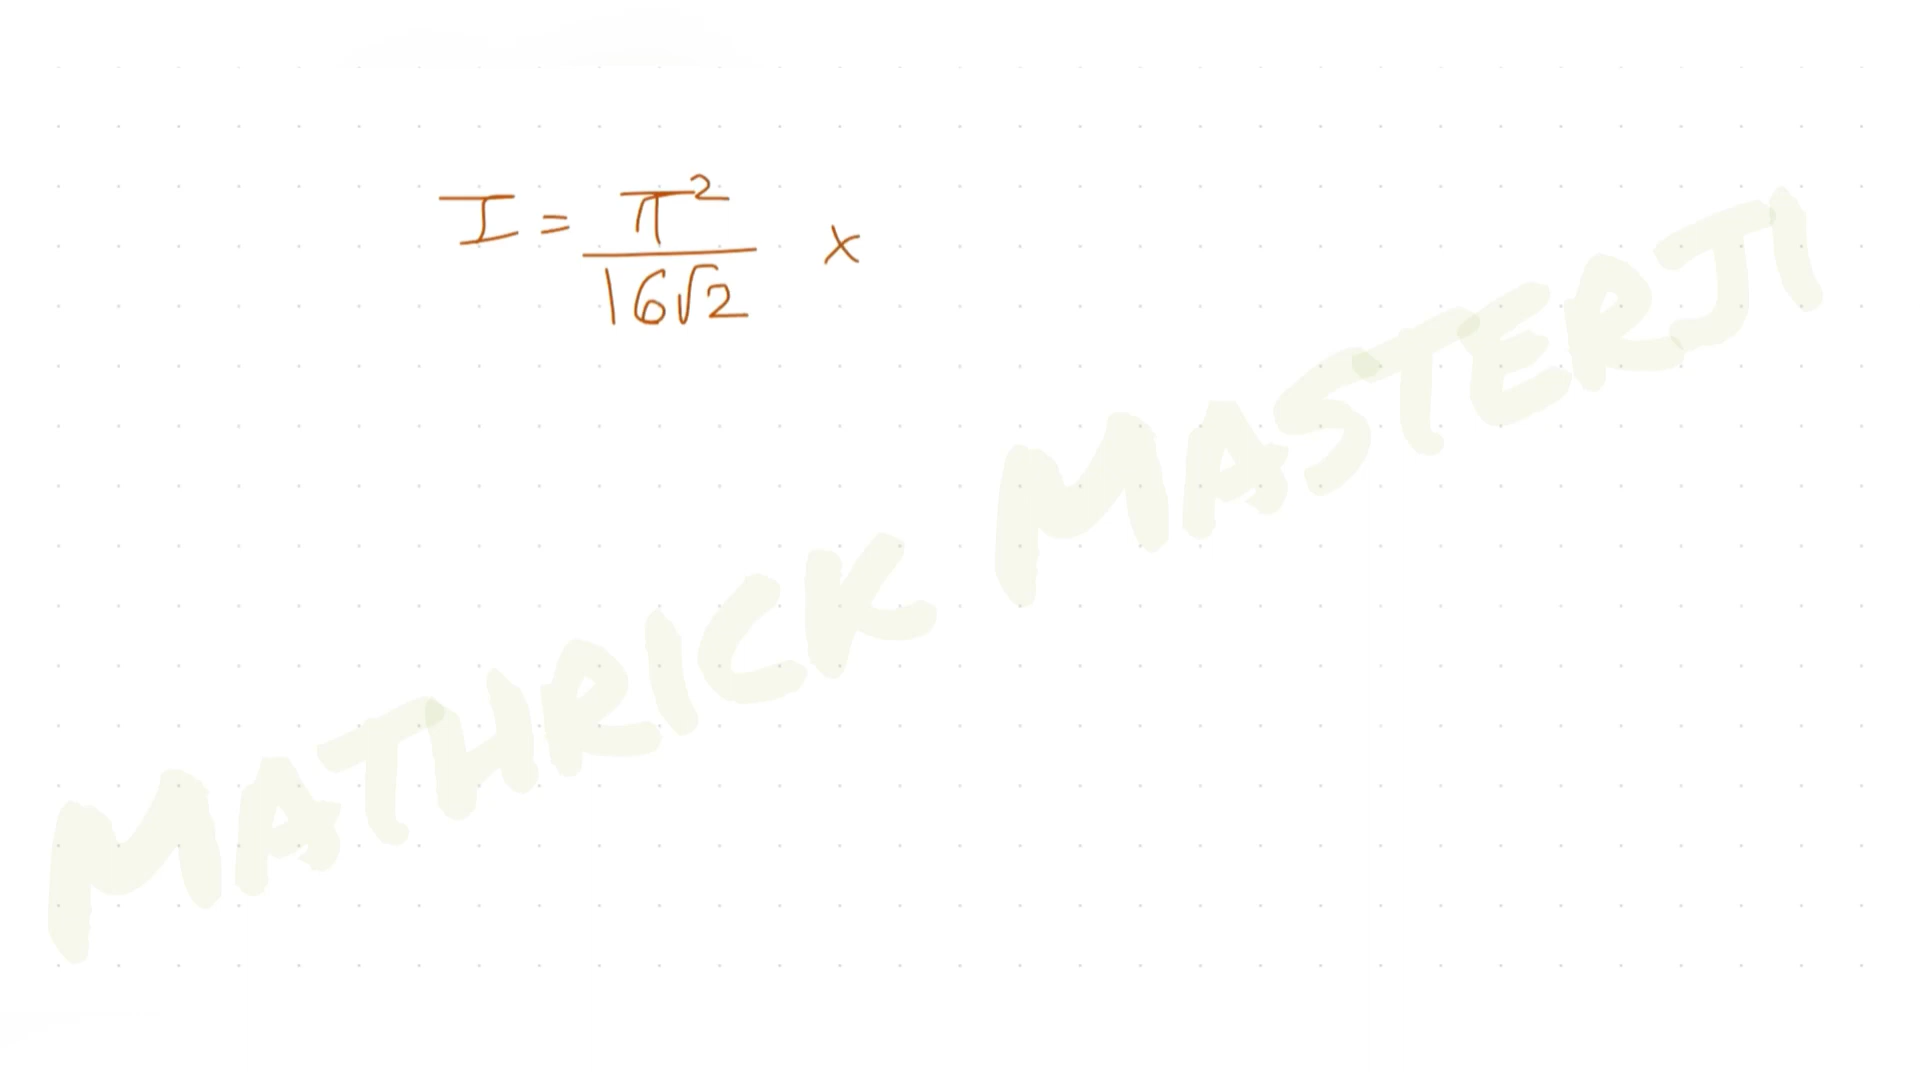 I = π²/16√2 ×
MATHRICK MASTERJI